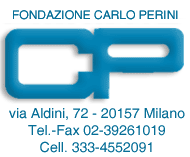 FONDAZIONE CARLO PERINI
CP
via Aldini, 72 - 20157 Milano
Tel.-Fax 02-39261019
Cell. 333-4552091